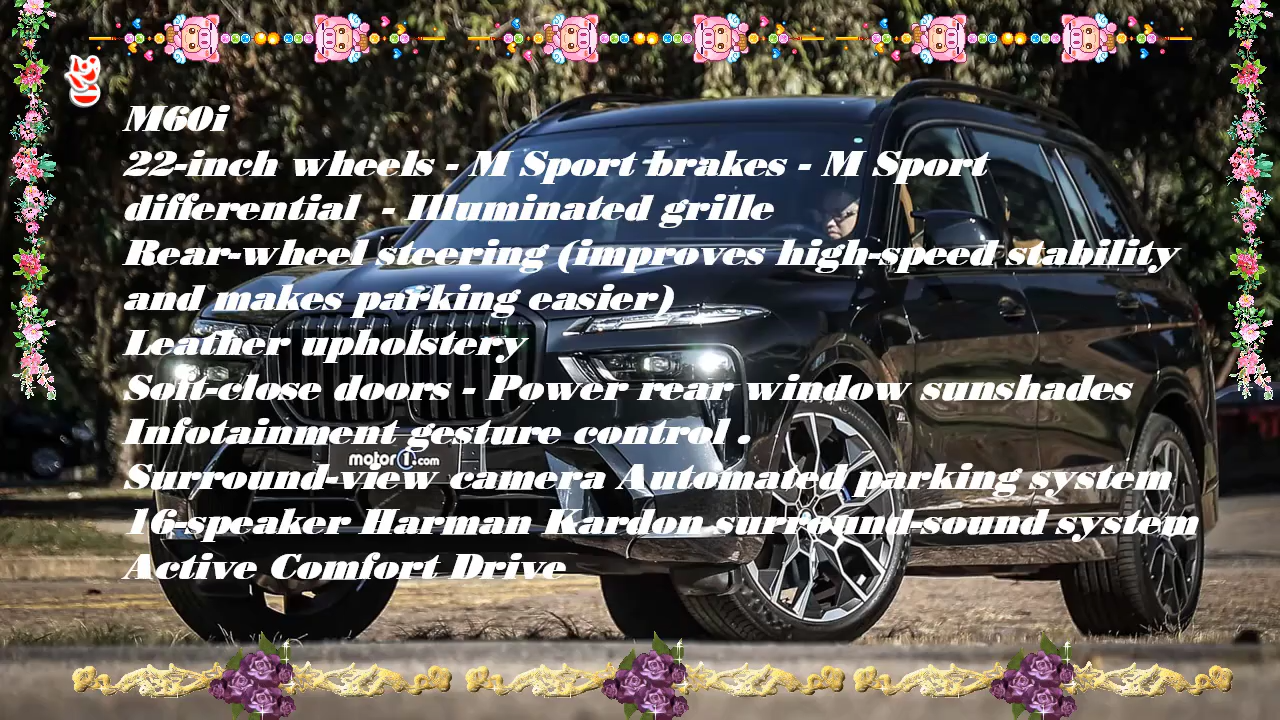 M60i
22-inch wheels - M Sport brakes - M Sport
differential - Illuminated grille
Rear-wheel steering (improves high-speed stability
and makes parking easier)
Leather upholstery
Soft-close doors - Power rear window sunshades
Infotainment gesture control .
motor1.com
Surround-view camera Automated parking system
16-speaker Harman Kardon surround-sound system
Active Comfort Drive